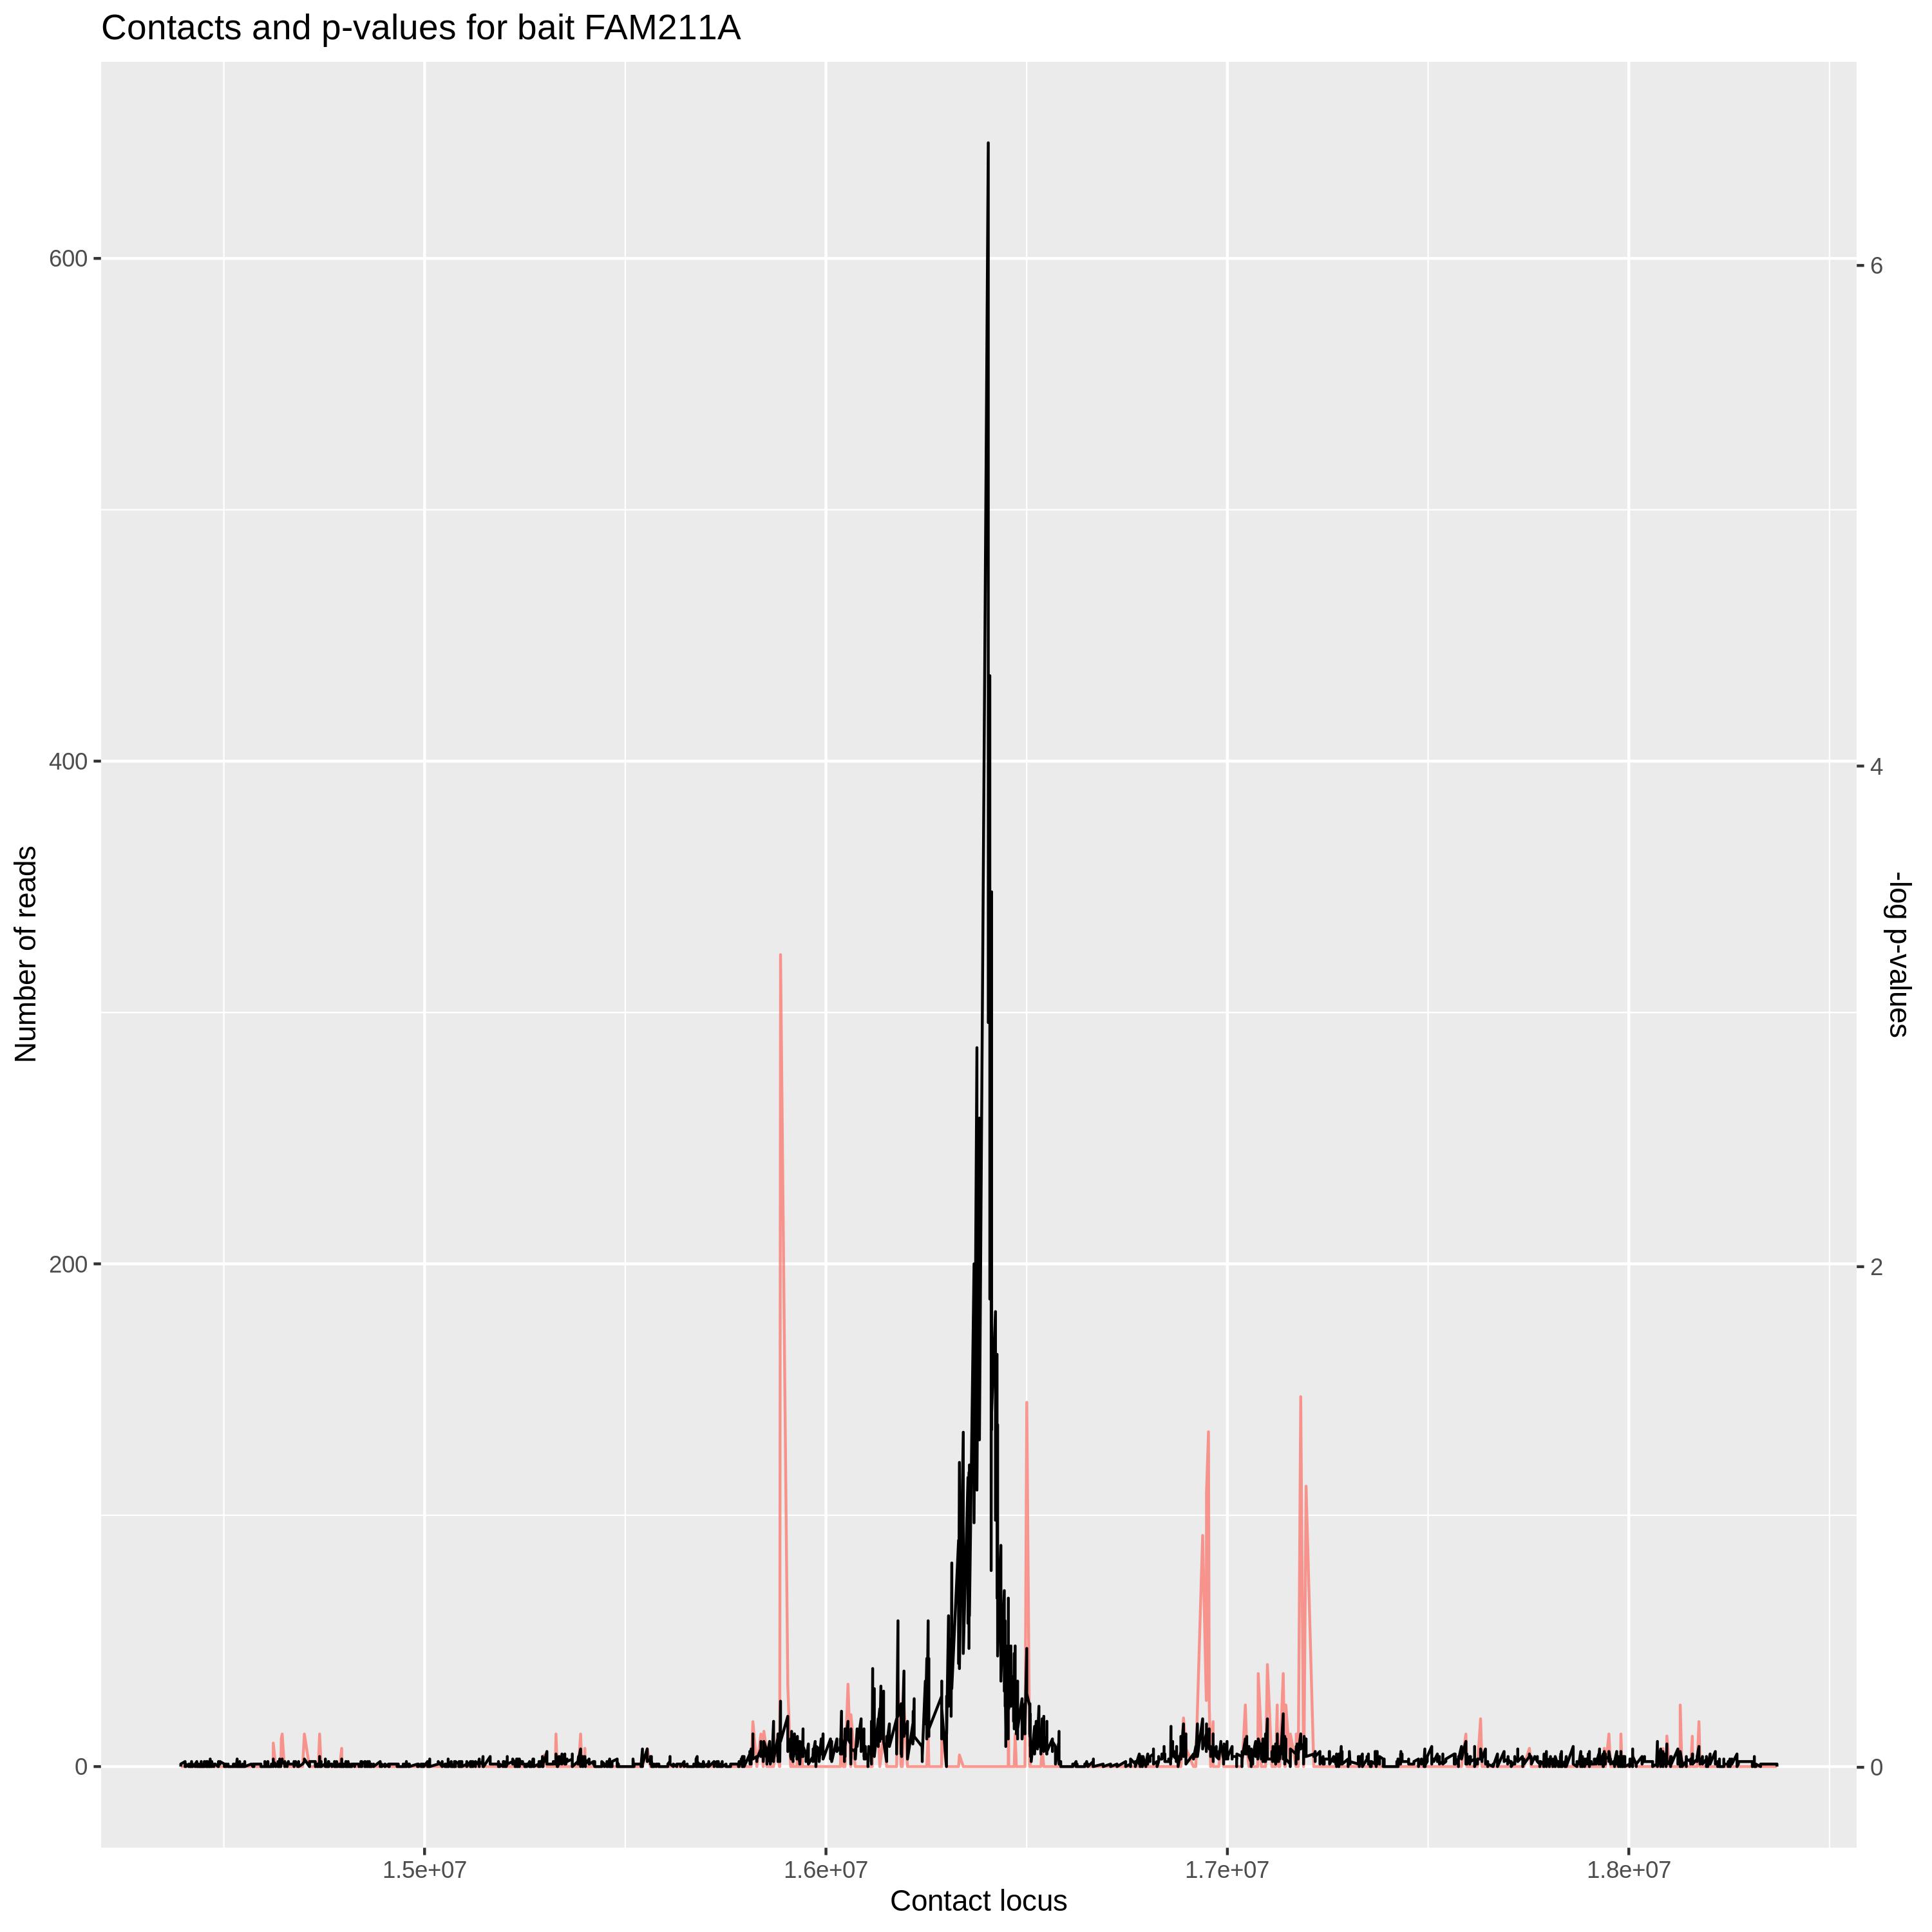 Contacts and p-values for bait FAM211A
600
400
200
0
Number of reads
6
4
2
0
-log p-values
1.5e+07
1.6e+07
1.7e+07
1.8e+07
Contact locus